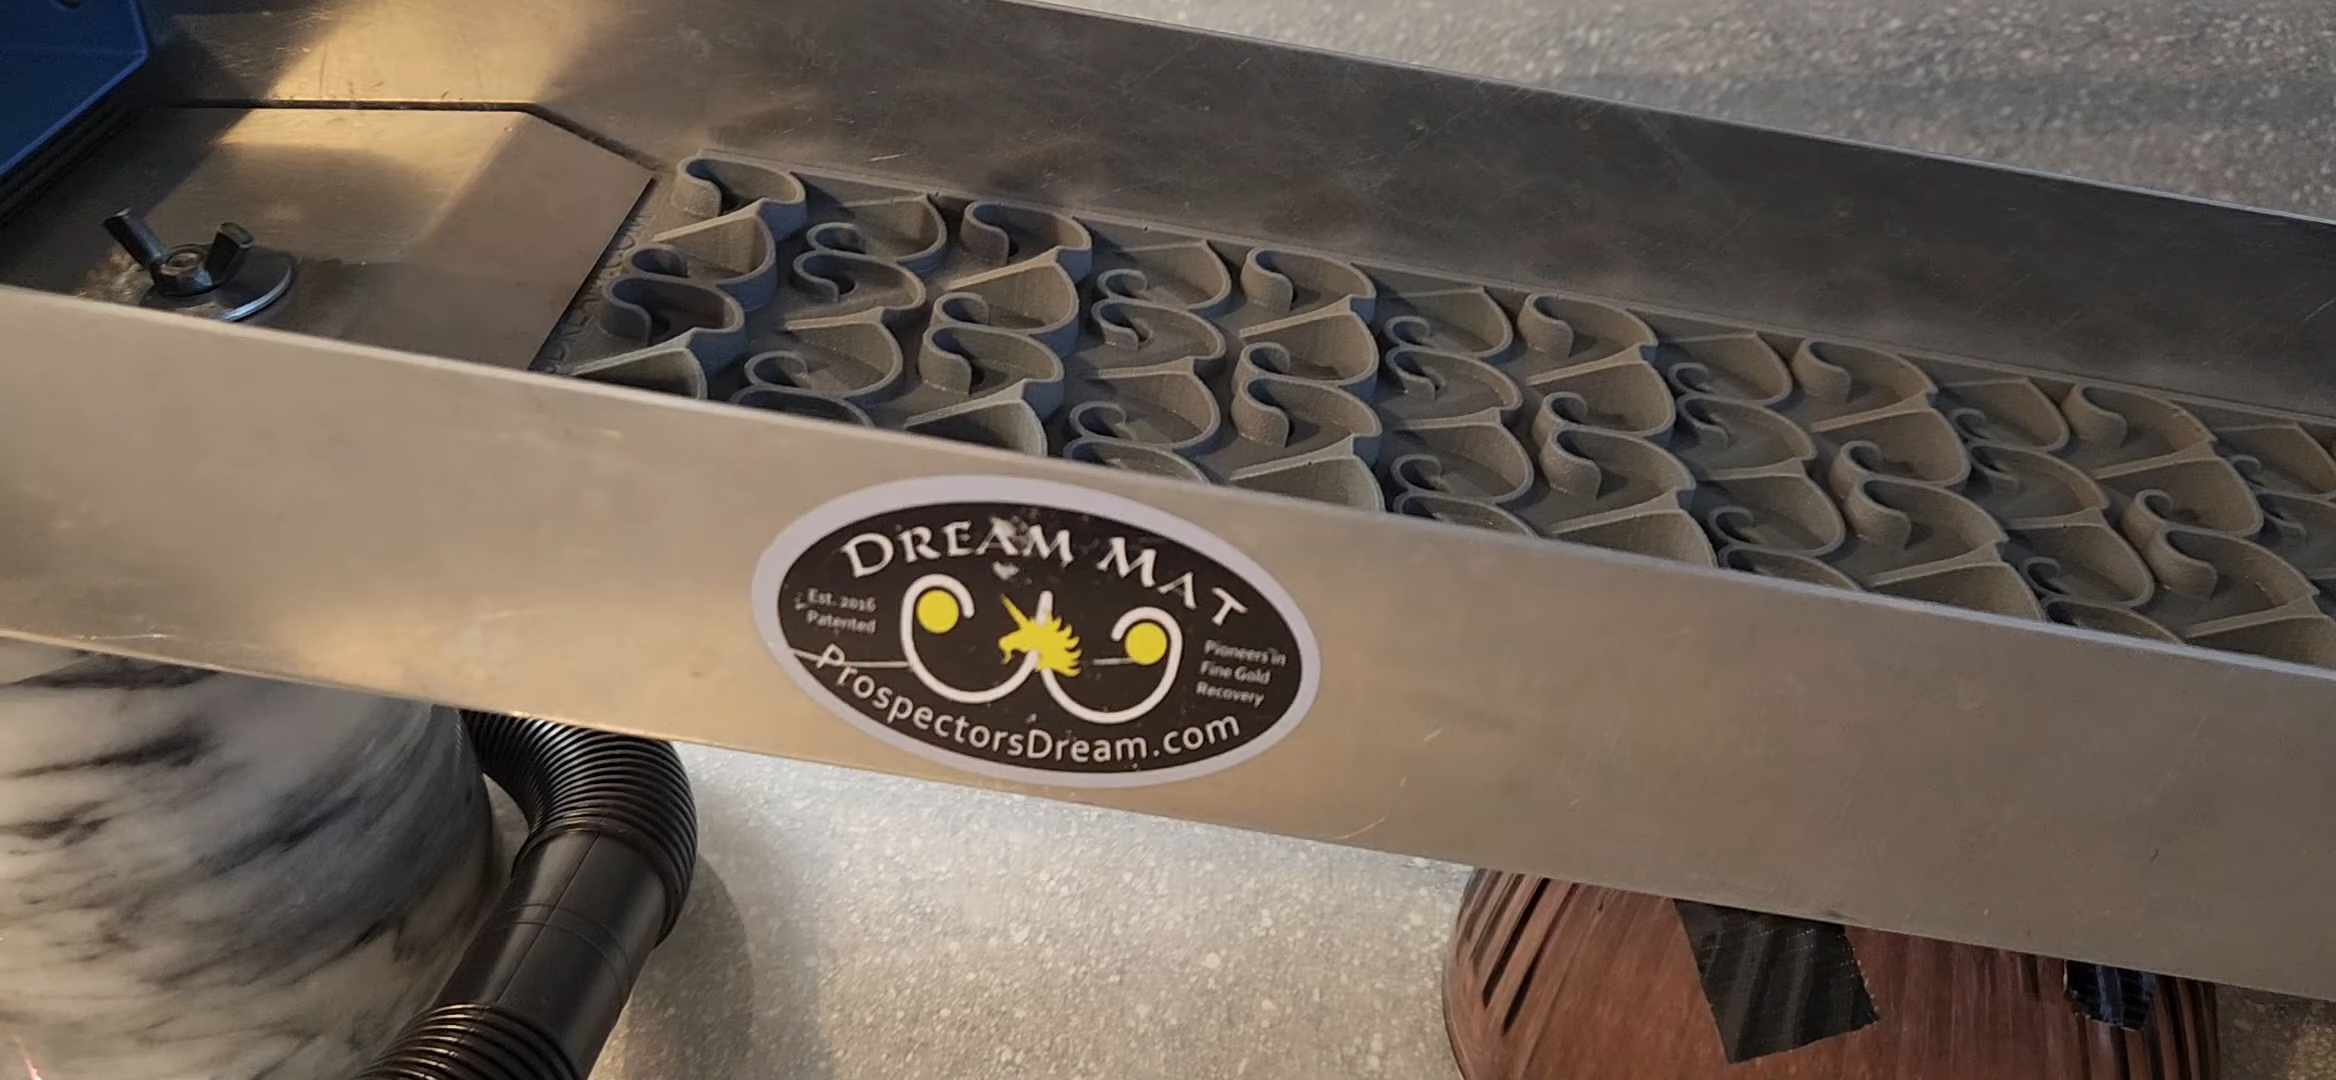 DREAM MAT
Est. 2016
Patented
Pioneers in
Fine Gold
Recovery
ProspectorsDream.com